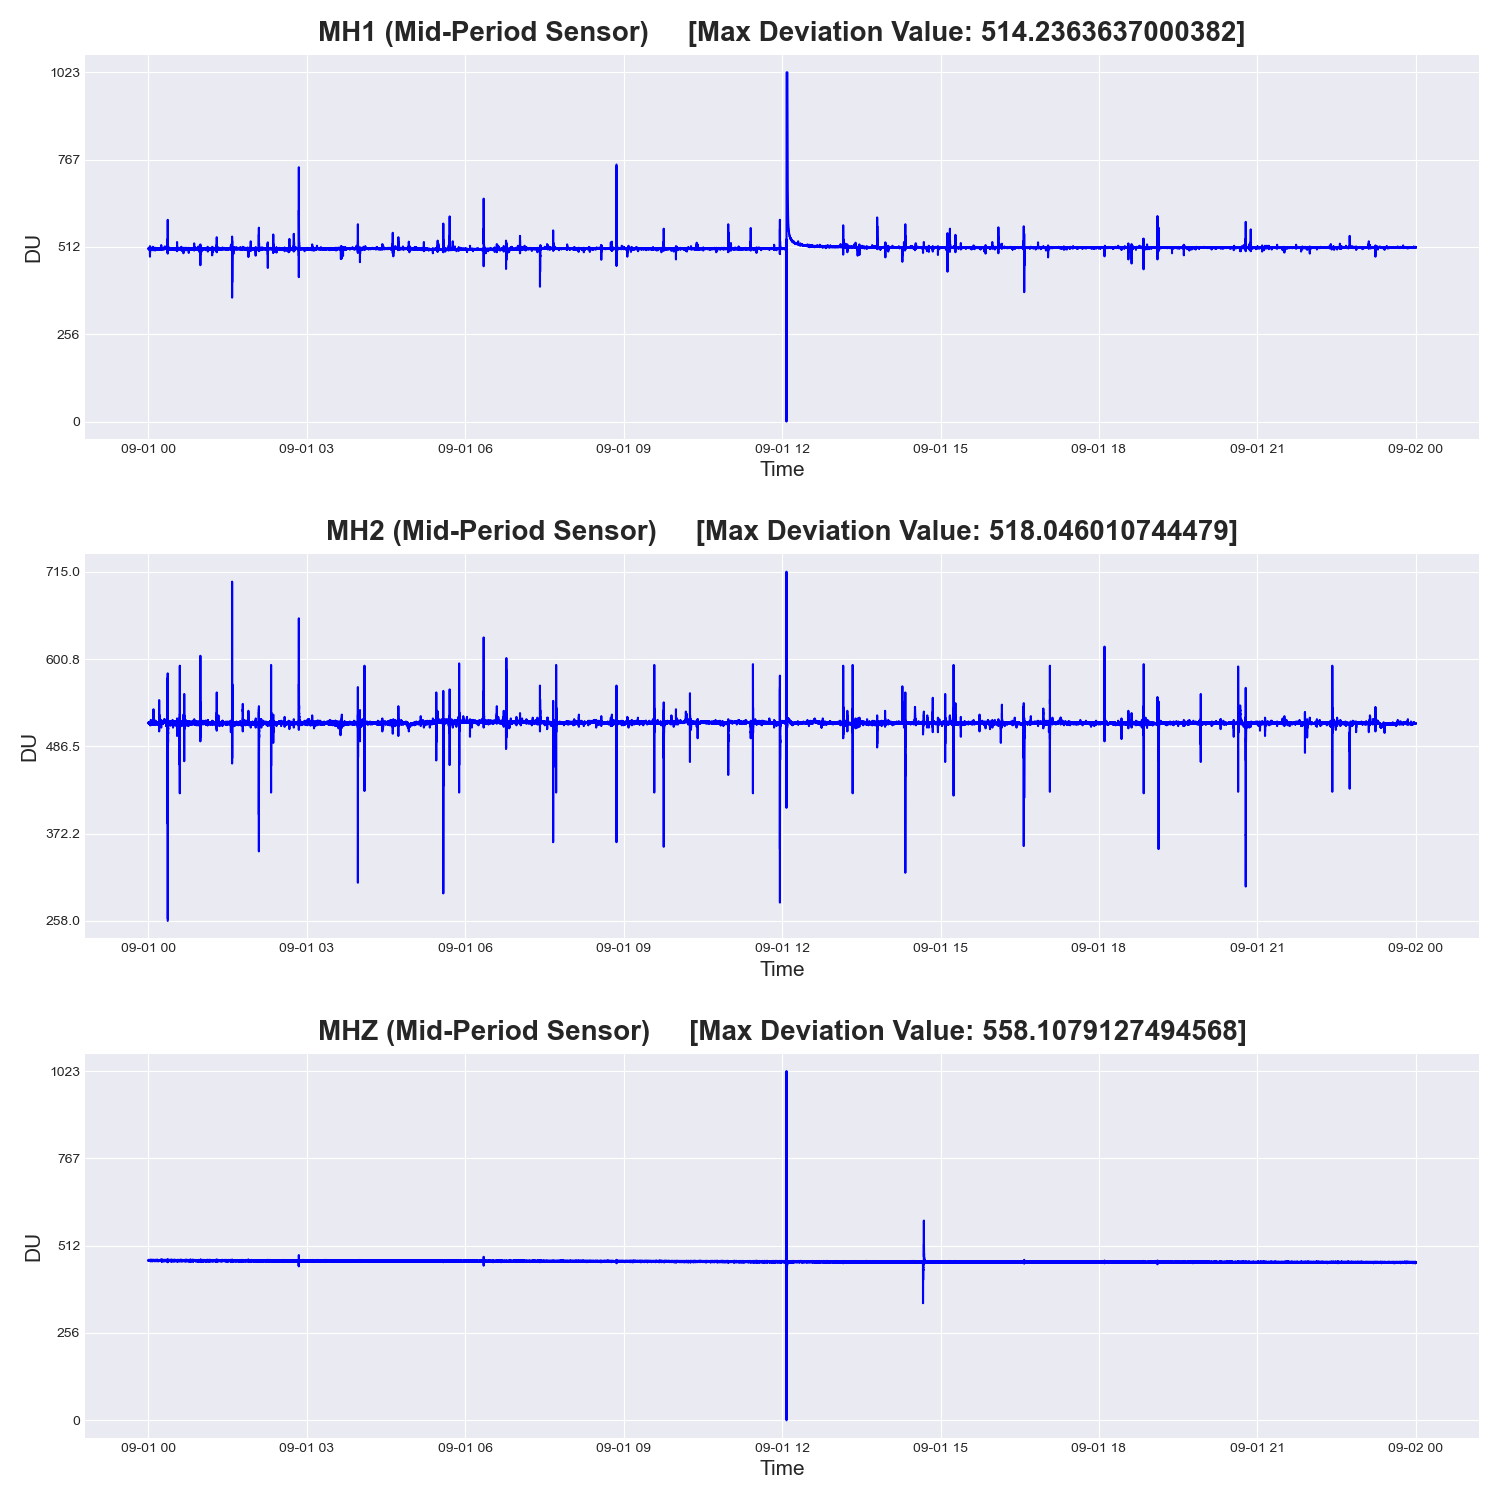 MH1 (Mid-Period Sensor) [Max Deviation Value: 514.2363637000382]
1023
767
512
256
0
DU
09-01 00 09-01 03 09-01 06 09-01 09 09-01 12 09-01 15 09-01 18 09-01 21 09-02 00
Time
MH2 (Mid-Period Sensor) [Max Deviation Value: 518.046010744479]
715.0
600.8
486.5
372.2
258.0
DU
09-01 00 09-01 03 09-01 06 09-01 09 09-01 12 09-01 15 09-01 18 09-01 21 09-02 00
Time
MHZ (Mid-Period Sensor) [Max Deviation Value: 558.1079127494568]
1023
767
512
256
0
DU
09-01 00 09-01 03 09-01 06 09-01 09 09-01 12 09-01 15 09-01 18 09-01 21 09-02 00
Time